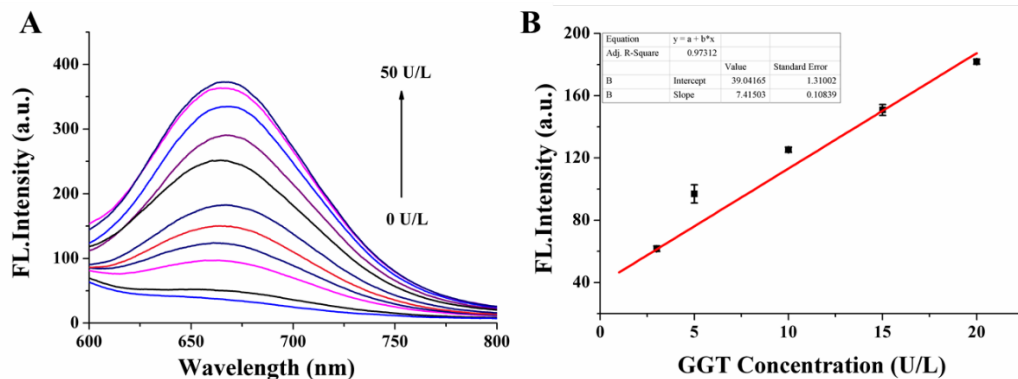 A
FL.Intensity (a.u.)
400
300
200
100
0
50 U/L
0 U/L
600 650 700 750 800
Wavelength (nm)
B
FL.Intensity (a.u.)
200
160
120
80
40
Equation y = a + b*x
Adj. R-Square 0.97312
Value Standard Error
B Intercept 39.04165 1.31002
B Slope 7.41503 0.10839
0 5 10 15 20
GGT Concentration (U/L)